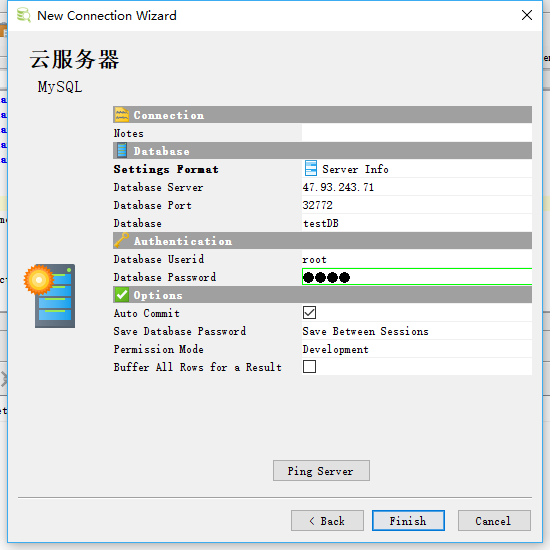 New Connection Wizard
云服务器
MySQL
Connection
Notes
Database
Settings Format Server Info
Database Server 47.93.243.71
Database Port 32772
Database testDB
Authentication
Database Userid root
Database Password ●●●●
Options
Auto Commit
Save Database Password Save Between Sessions
Permission Mode Development
Buffer All Rows for a Result
Ping Server
< Back Finish Cancel